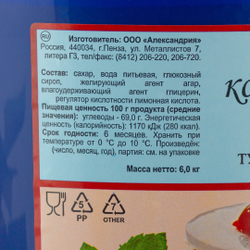 RU
Изготовитель: ООО «Александрия»
Россия, 440034, г.Пенза, ул. Металлистов 7,
литера Г3, тел/факс: (8412) 206-220, 206-720.
Состав: сахар, вода питьевая, глюкозный
сироп, желирующий агент агар,
влагоудерживающий агент глицерин,
регулятор кислотности лимонная кислота.
Пищевая ценность 100 г продукта (средние
значения): углеводы - 69,0 г. Энергетическая
ценность (калорийность): 1170 кДж (280 ккал).
Срок годности: 6 месяцев. Хранить при
температуре от 0 °С до 10 °С. Произведено:
(число, месяц, год), партия: см. на упаковке
Масса нетто: 6,0 кг
5
PP
7
OTHER